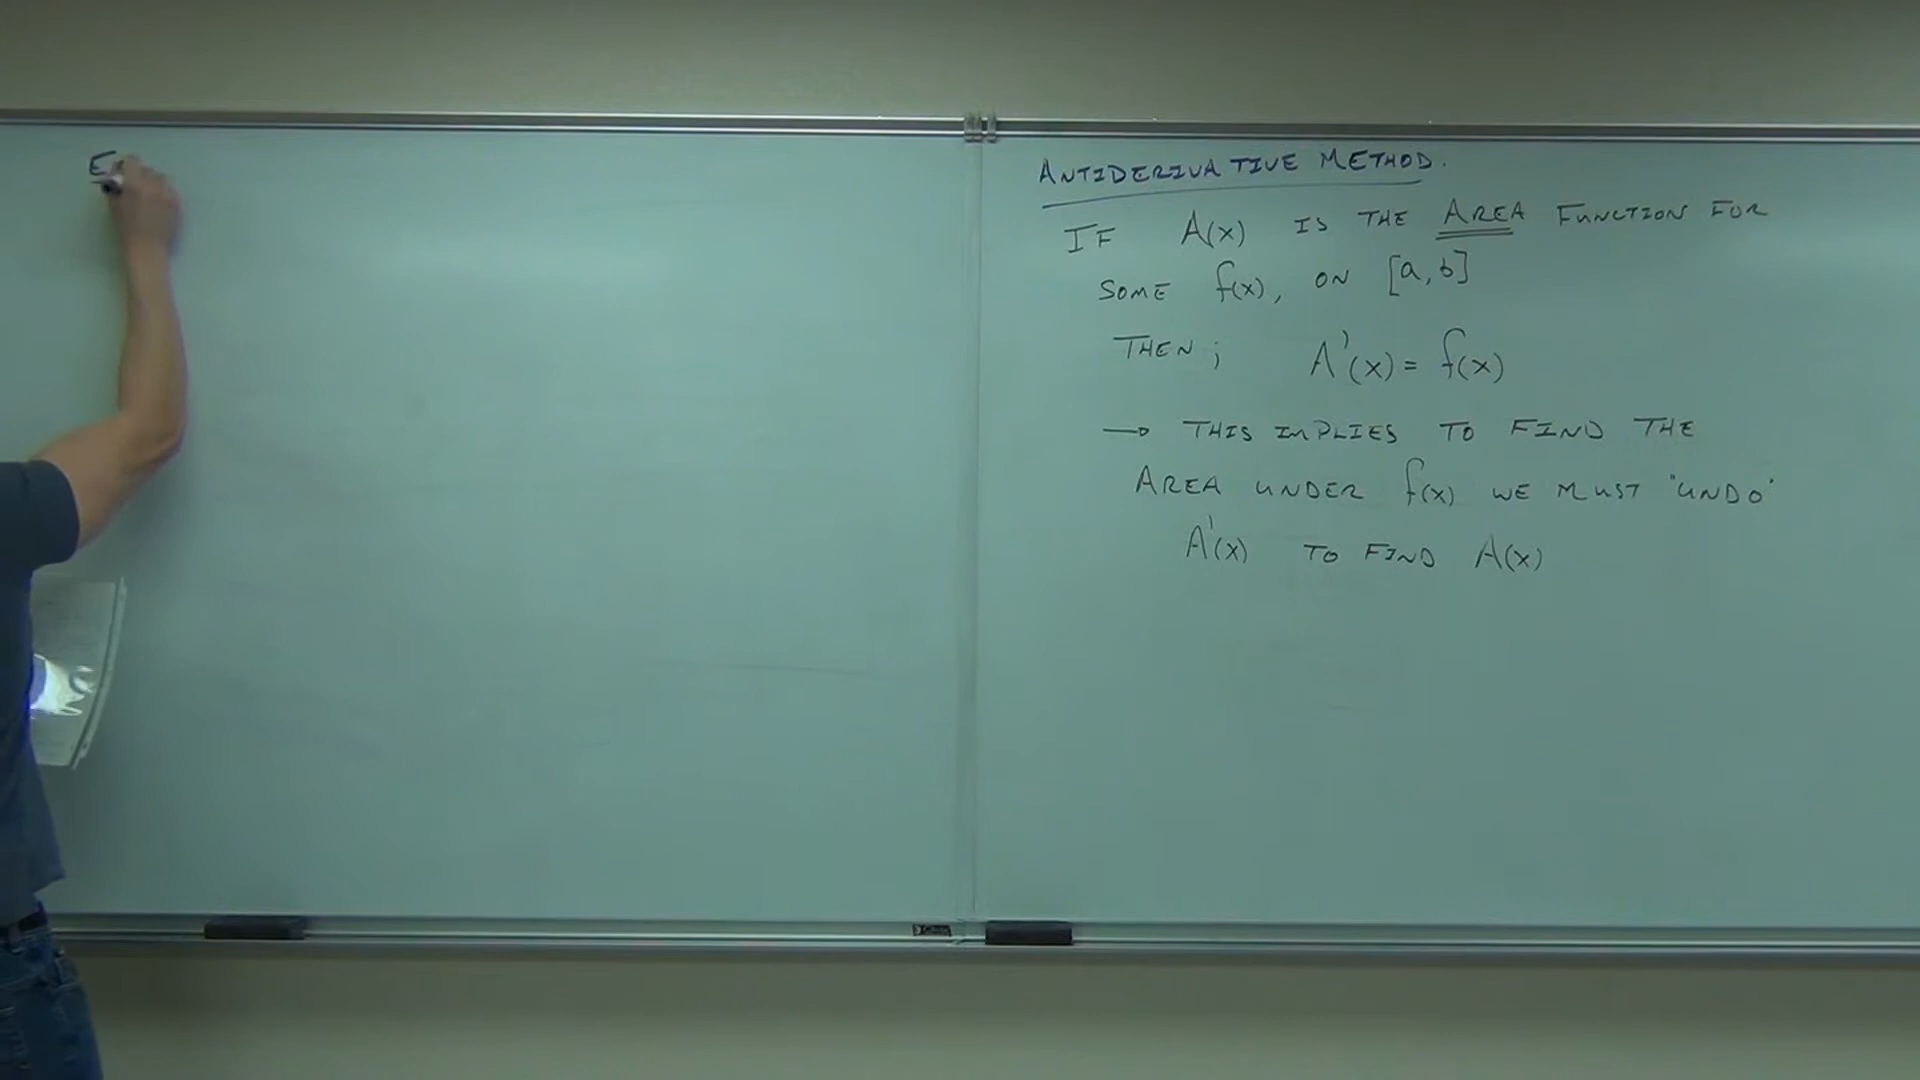 E
ANTIDERIVATIVE METHOD.
IF A(x) IS THE AREA FUNCTION FOR
SOME f(x), ON [a, b]
THEN; A'(x) = f(x)
→ THIS IMPLIES TO FIND THE
AREA UNDER f(x) WE MUST "UNDO"
A'(x) TO FIND A(x)